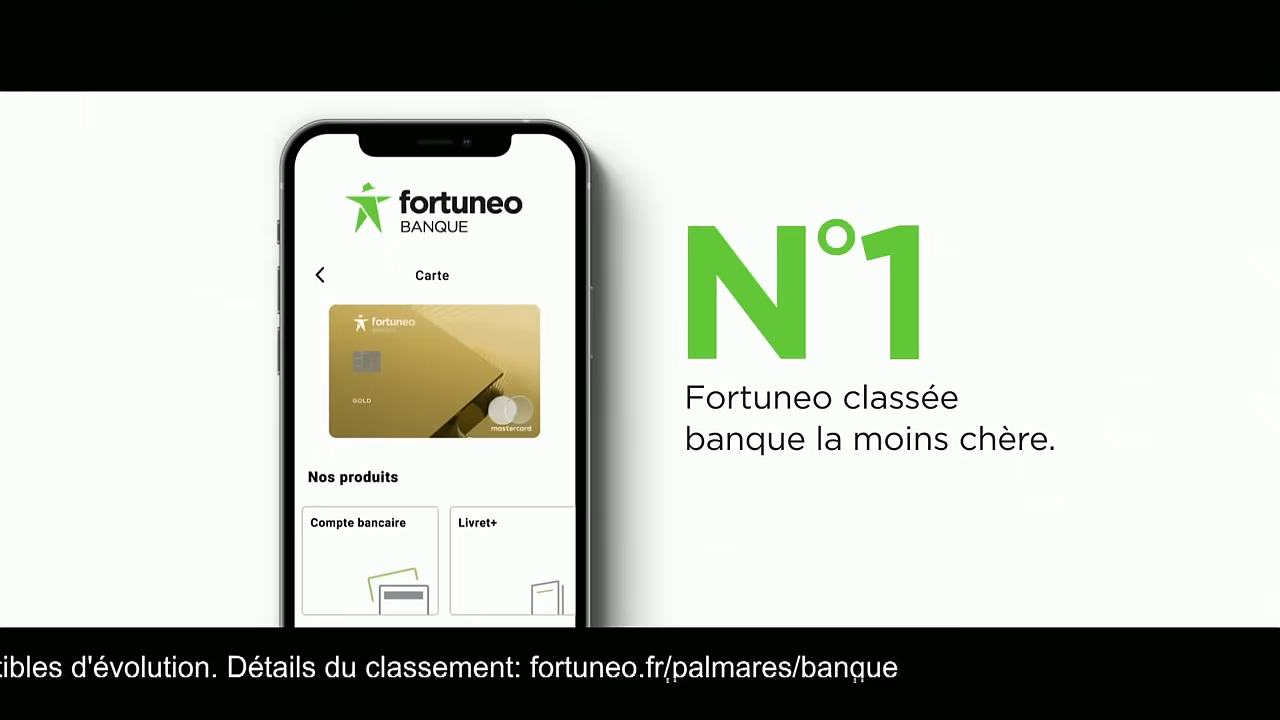 fortuneo
BANQUE
Carte
fortuneo
GOLD
mastercard
Nos produits
Compte bancaire
Livret+
N°1
Fortuneo classée
banque la moins chère.
d'évolution. Détails du classement: fortuneo.fr/palmares/banque